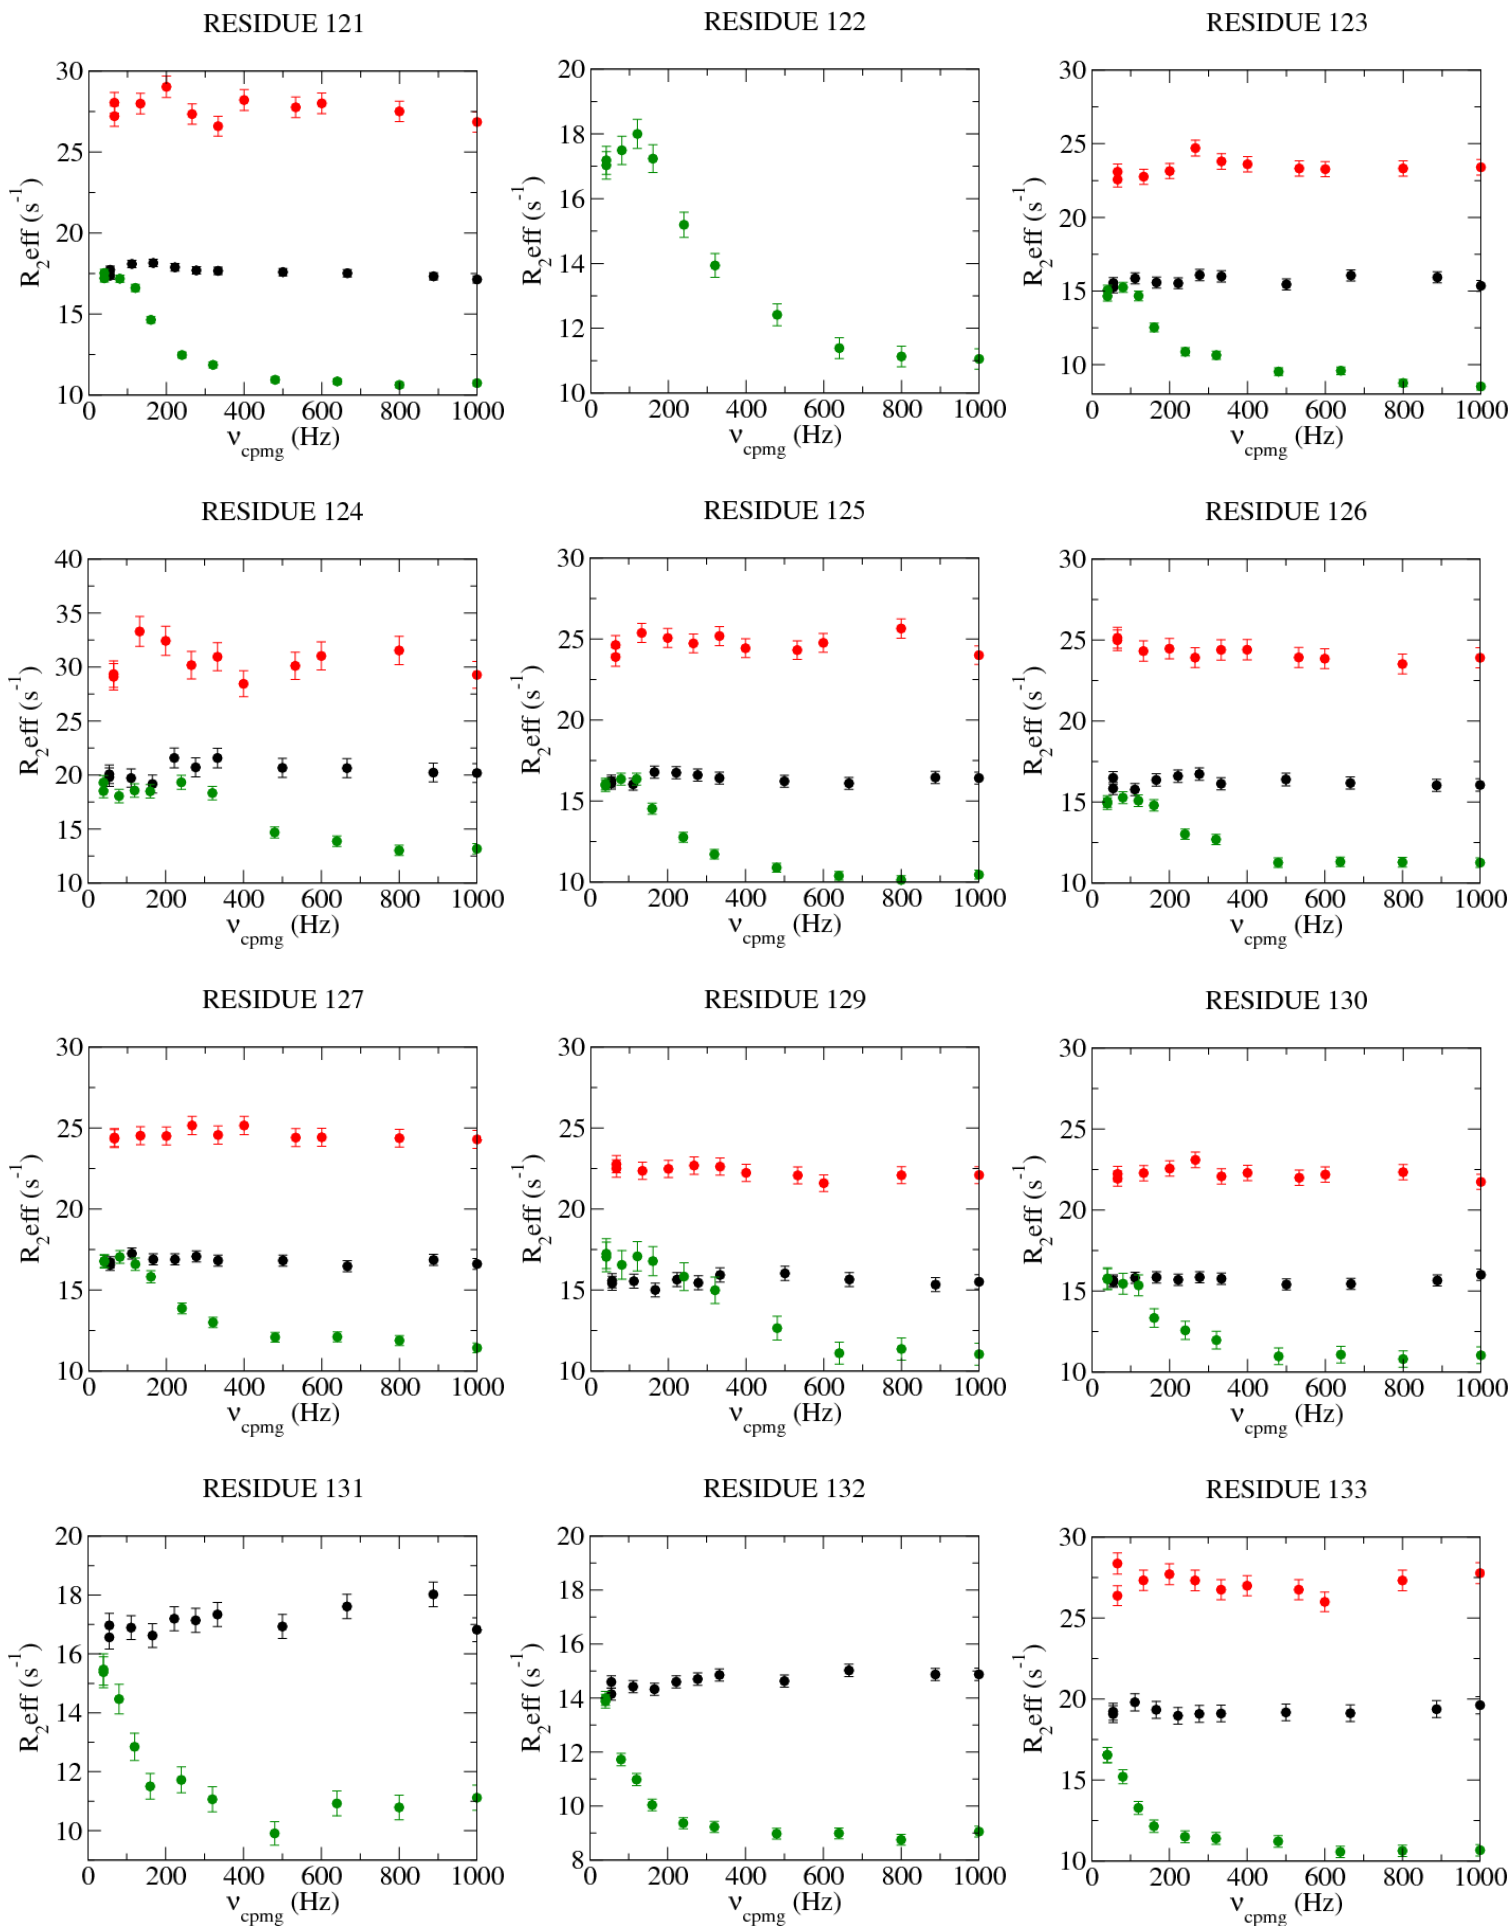 RESIDUE 121
RESIDUE 122
RESIDUE 123
30
25
20
15
10
R2eff (s-1)
0 200 400 600 800 1000
νcpmg (Hz)
20
18
16
14
12
10
R2eff (s-1)
0 200 400 600 800 1000
νcpmg (Hz)
30
25
20
15
10
R2eff (s-1)
0 200 400 600 800 1000
νcpmg (Hz)
RESIDUE 124
RESIDUE 125
RESIDUE 126
40
35
30
25
20
15
10
R2eff (s-1)
0 200 400 600 800 1000
νcpmg (Hz)
30
25
20
15
10
R2eff (s-1)
0 200 400 600 800 1000
νcpmg (Hz)
30
25
20
15
10
R2eff (s-1)
0 200 400 600 800 1000
νcpmg (Hz)
RESIDUE 127
RESIDUE 129
RESIDUE 130
30
25
20
15
10
R2eff (s-1)
0 200 400 600 800 1000
νcpmg (Hz)
30
25
20
15
10
R2eff (s-1)
0 200 400 600 800 1000
νcpmg (Hz)
30
25
20
15
10
R2eff (s-1)
0 200 400 600 800 1000
νcpmg (Hz)
RESIDUE 131
RESIDUE 132
RESIDUE 133
20
18
16
14
12
10
R2eff (s-1)
0 200 400 600 800 1000
νcpmg (Hz)
20
18
16
14
12
10
8
R2eff (s-1)
0 200 400 600 800 1000
νcpmg (Hz)
30
25
20
15
10
R2eff (s-1)
0 200 400 600 800 1000
νcpmg (Hz)